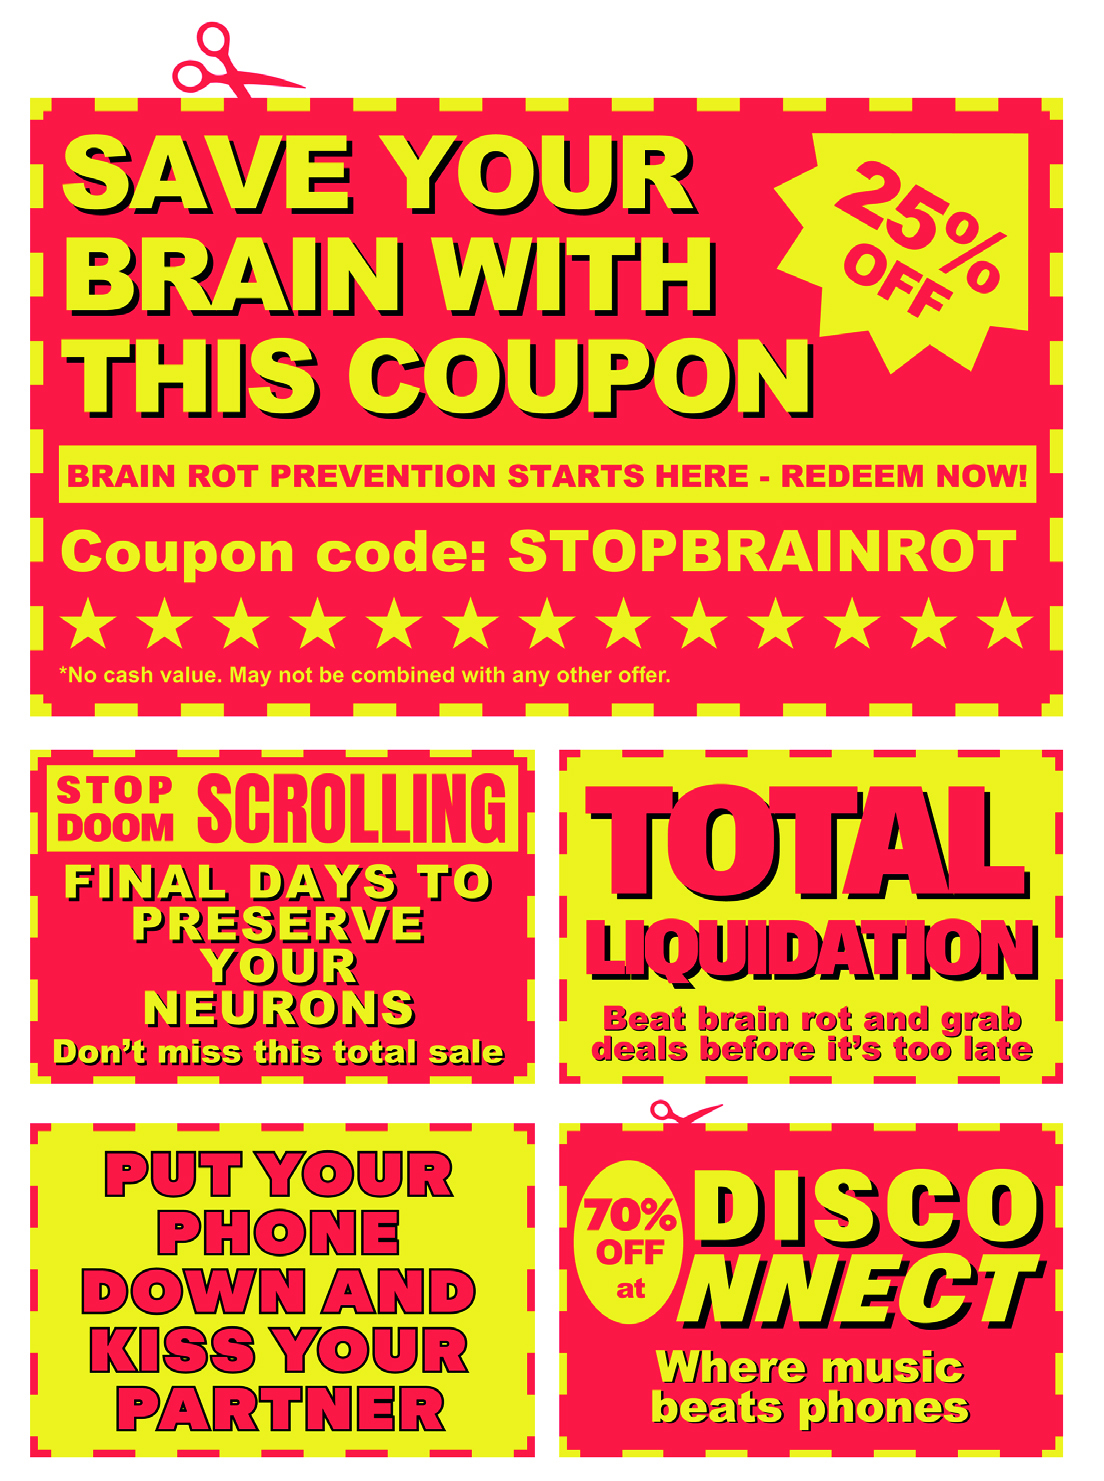 SAVE YOUR
BRAIN WITH
THIS COUPON
25%
OFF
BRAIN ROT PREVENTION STARTS HERE - REDEEM NOW!
Coupon code: STOPBRAINROT
*No cash value. May not be combined with any other offer.
STOP
DOOM
SCROLLING
FINAL DAYS TO
PRESERVE
YOUR
NEURONS
Don't miss this total sale
TOTAL
LIQUIDATION
Beat brain rot and grab
deals before it's too late
PUT YOUR
PHONE
DOWN AND
KISS YOUR
PARTNER
70%
OFF
at
DISCO
NNECT
Where music
beats phones